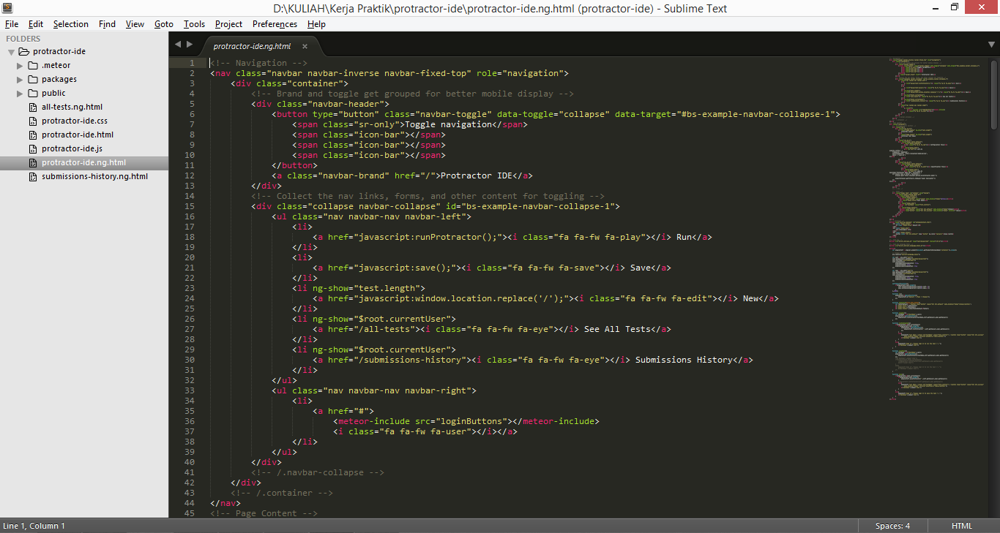 D:\KULIAH\Kerja Praktik\protractor-ide\protractor-ide.ng.html (protractor-ide) - Sublime Text
File Edit Selection Find View Goto Tools Project Preferences Help
FOLDERS
protractor-ide
.meteor
packages
public
all-tests.ng.html
protractor-ide.css
protractor-ide.html
protractor-ide.js
protractor-ide.ng.html
submissions-history.ng.html
protractor-ide.ng.html
1 <!-- Navigation -->
2 <nav class="navbar navbar-inverse navbar-fixed-top" role="navigation">
3 <div class="container">
4 <!-- Brand and toggle get grouped for better mobile display -->
5 <div class="navbar-header">
6 <button type="button" class="navbar-toggle" data-toggle="collapse" data-target="#bs-example-navbar-collapse-1">
7 <span class="sr-only">Toggle navigation</span>
8 <span class="icon-bar"></span>
9 <span class="icon-bar"></span>
10 <span class="icon-bar"></span>
11 </button>
12 <a class="navbar-brand" href="/">Protractor IDE</a>
13 </div>
14 <!-- Collect the nav links, forms, and other content for toggling -->
15 <div class="collapse navbar-collapse" id="bs-example-navbar-collapse-1">
16 <ul class="nav navbar-nav navbar-left">
17 <li>
18 <a href="javascript:runProtractor();"><i class="fa fa-fw fa-play"></i> Run</a>
19 </li>
20 <li>
21 <a href="javascript:save();"><i class="fa fa-fw fa-save"></i> Save</a>
22 </li>
23 <li ng-show="test.length">
24 <a href="javascript:window.location.replace('/');"><i class="fa fa-fw fa-edit"></i> New</a>
25 </li>
26 <li ng-show="$root.currentUser">
27 <a href="/all-tests"><i class="fa fa-fw fa-eye"></i> See All Tests</a>
28 </li>
29 <li ng-show="$root.currentUser">
30 <a href="/submissions-history"><i class="fa fa-fw fa-eye"></i> Submissions History</a>
31 </li>
32 </ul>
33 <ul class="nav navbar-nav navbar-right">
34 <li>
35 <a href="#">
36 <meteor-include src="loginButtons"></meteor-include>
37 <i class="fa fa-fw fa-user"></i></a>
38 </li>
39 </ul>
40 </div>
41 <!-- /.navbar-collapse -->
42 </div>
43 <!-- /.container -->
44 </nav>
45 <!-- Page Content -->
Line 1, Column 1
Spaces: 4
HTML